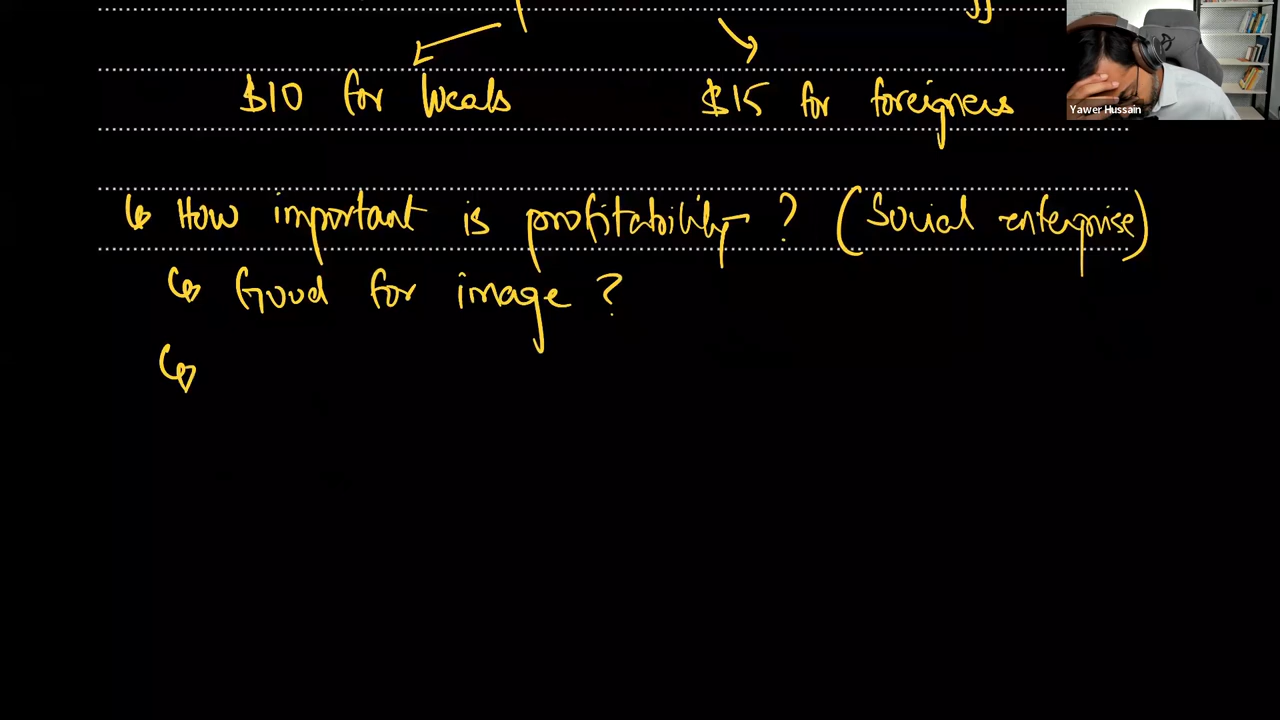 $10 for locals $15 for foreigners
Yawer Hussain
How important is profitability? (Social enterprise)
Good for image?